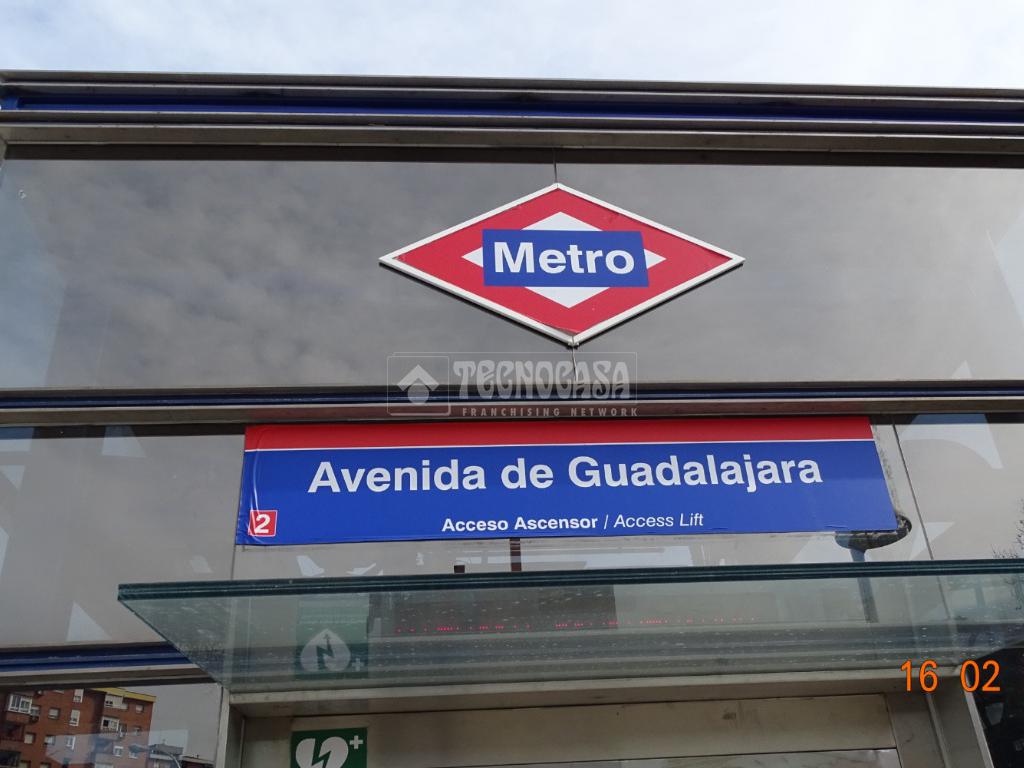 Metro
TECNOCASA
FRANCHISING NETWORK
Avenida de Guadalajara
2
Acceso Ascensor / Access Lift
16 02